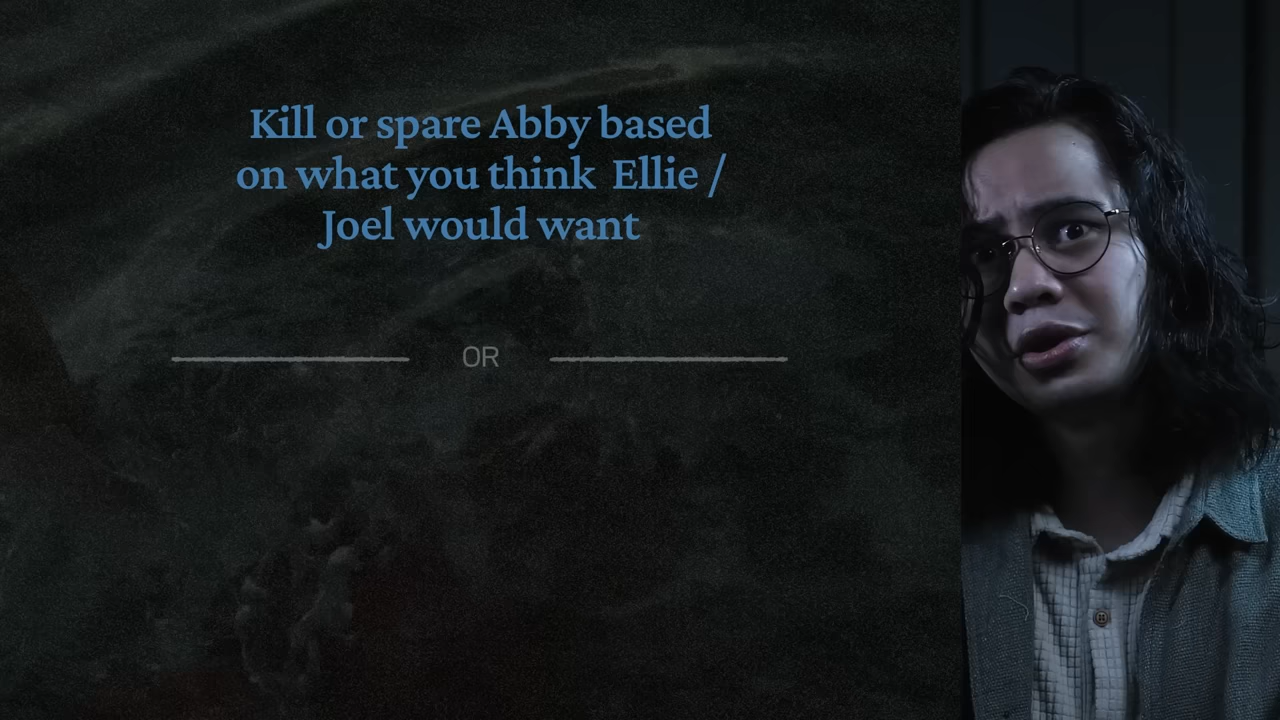 Kill or spare Abby based
on what you think Ellie /
Joel would want
OR